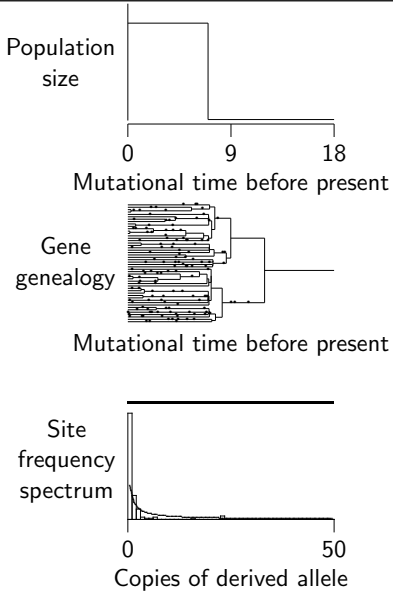 Population
size
0 9 18
Mutational time before present
Gene
genealogy
Mutational time before present
Site
frequency
spectrum
0 50
Copies of derived allele